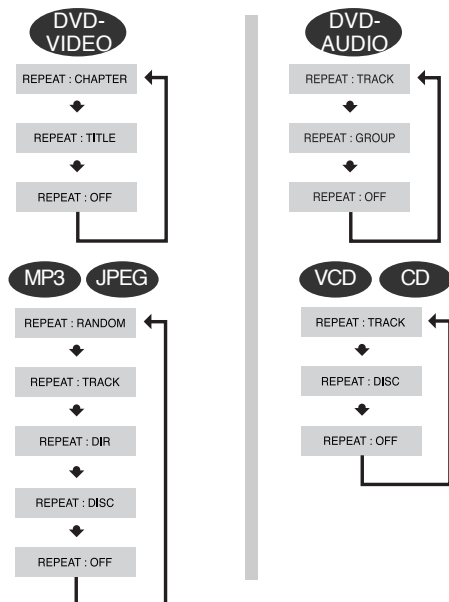 DVD-
VIDEO
REPEAT : CHAPTER
REPEAT : TITLE
REPEAT : OFF
DVD-
AUDIO
REPEAT : TRACK
REPEAT : GROUP
REPEAT : OFF
MP3 JPEG
REPEAT : RANDOM
REPEAT : TRACK
REPEAT : DIR
REPEAT : DISC
REPEAT : OFF
VCD CD
REPEAT : TRACK
REPEAT : DISC
REPEAT : OFF